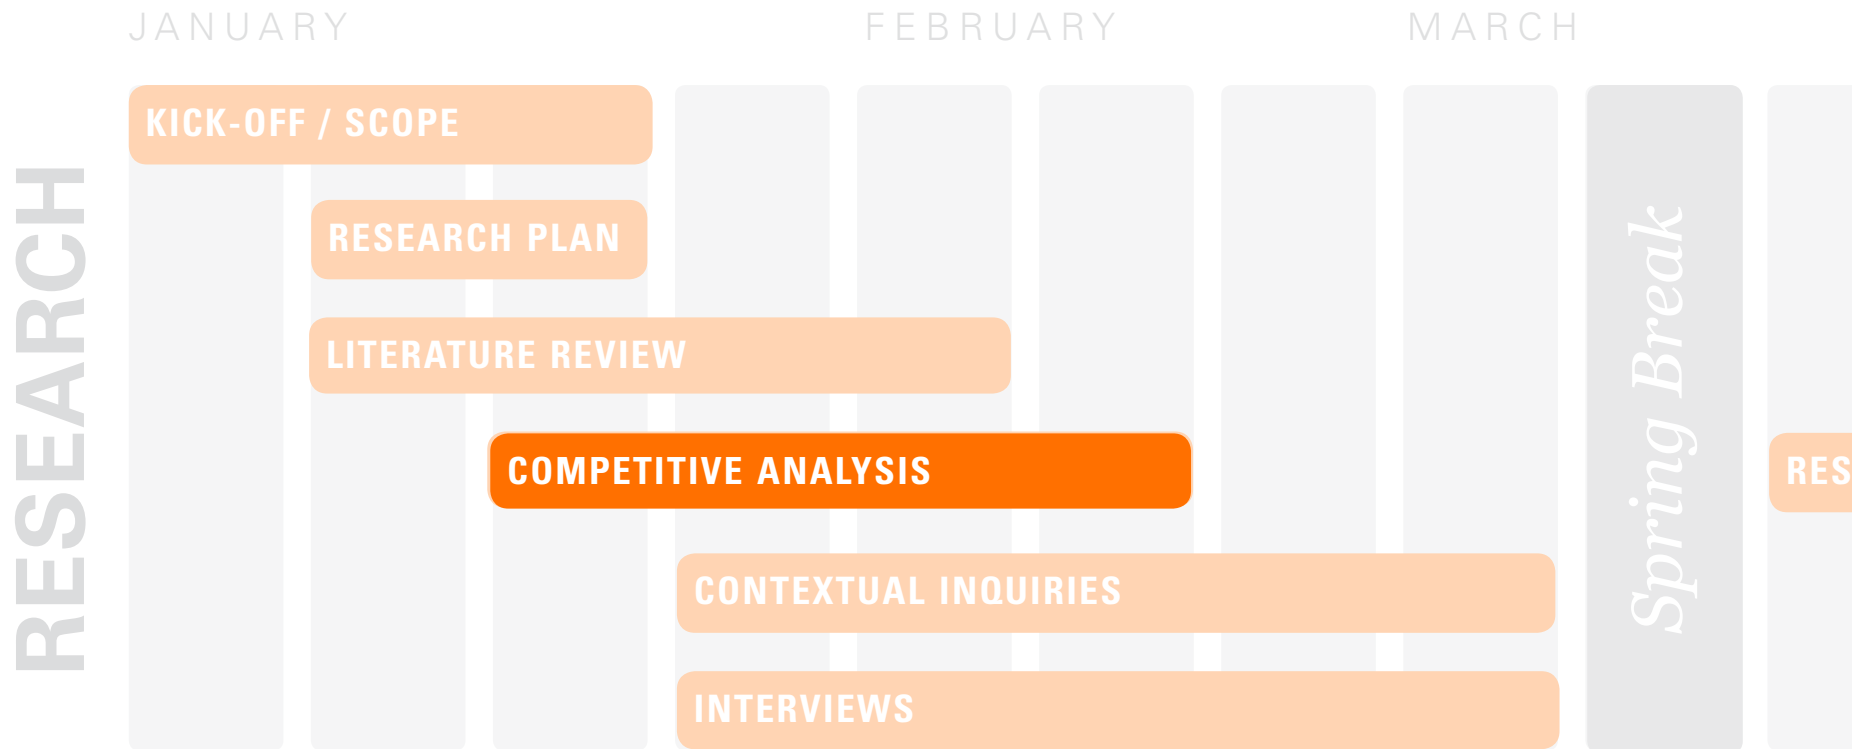 JANUARY
FEBRUARY
MARCH
RESEARCH
KICK-OFF / SCOPE
RESEARCH PLAN
LITERATURE REVIEW
COMPETITIVE ANALYSIS
CONTEXTUAL INQUIRIES
INTERVIEWS
Spring Break
RES